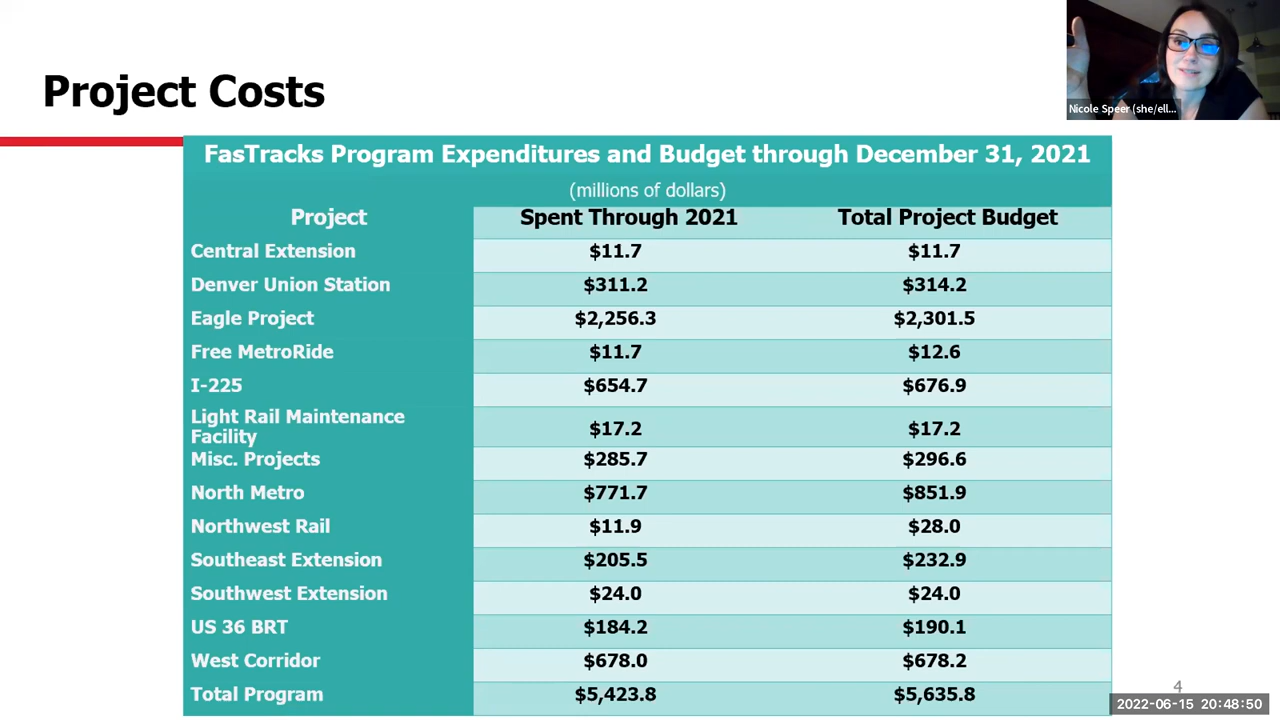 Project Costs
Nicole Speer (she/ell...
FasTracks Program Expenditures and Budget through December 31, 2021
(millions of dollars)
Project Spent Through 2021 Total Project Budget
Central Extension $11.7 $11.7
Denver Union Station $311.2 $314.2
Eagle Project $2,256.3 $2,301.5
Free MetroRide $11.7 $12.6
I-225 $654.7 $676.9
Light Rail Maintenance
Facility $17.2 $17.2
Misc. Projects $285.7 $296.6
North Metro $771.7 $851.9
Northwest Rail $11.9 $28.0
Southeast Extension $205.5 $232.9
Southwest Extension $24.0 $24.0
US 36 BRT $184.2 $190.1
West Corridor $678.0 $678.2
Total Program $5,423.8 $5,635.8
4
2022-06-15 20:48:50